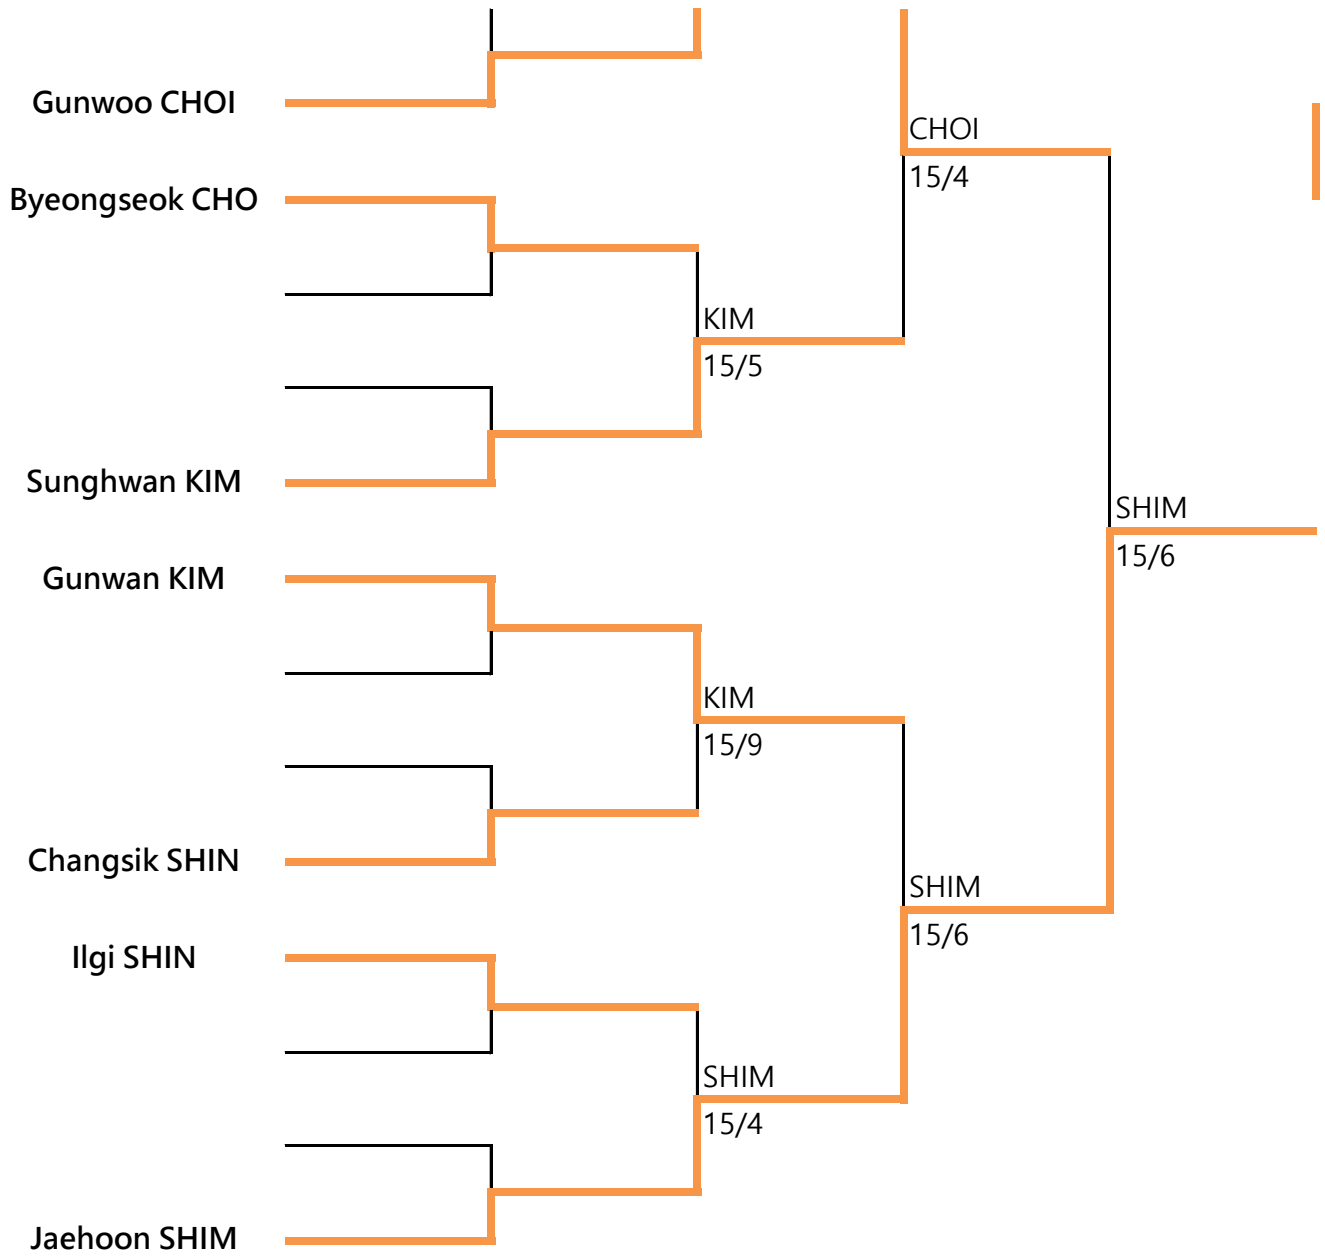 Gunwoo CHOI
CHOI
15/4
Byeongseok CHO
KIM
15/5
Sunghwan KIM
SHIM
15/6
Gunwan KIM
KIM
15/9
Changsik SHIN
SHIM
15/6
Ilgi SHIN
SHIM
15/4
Jaehoon SHIM